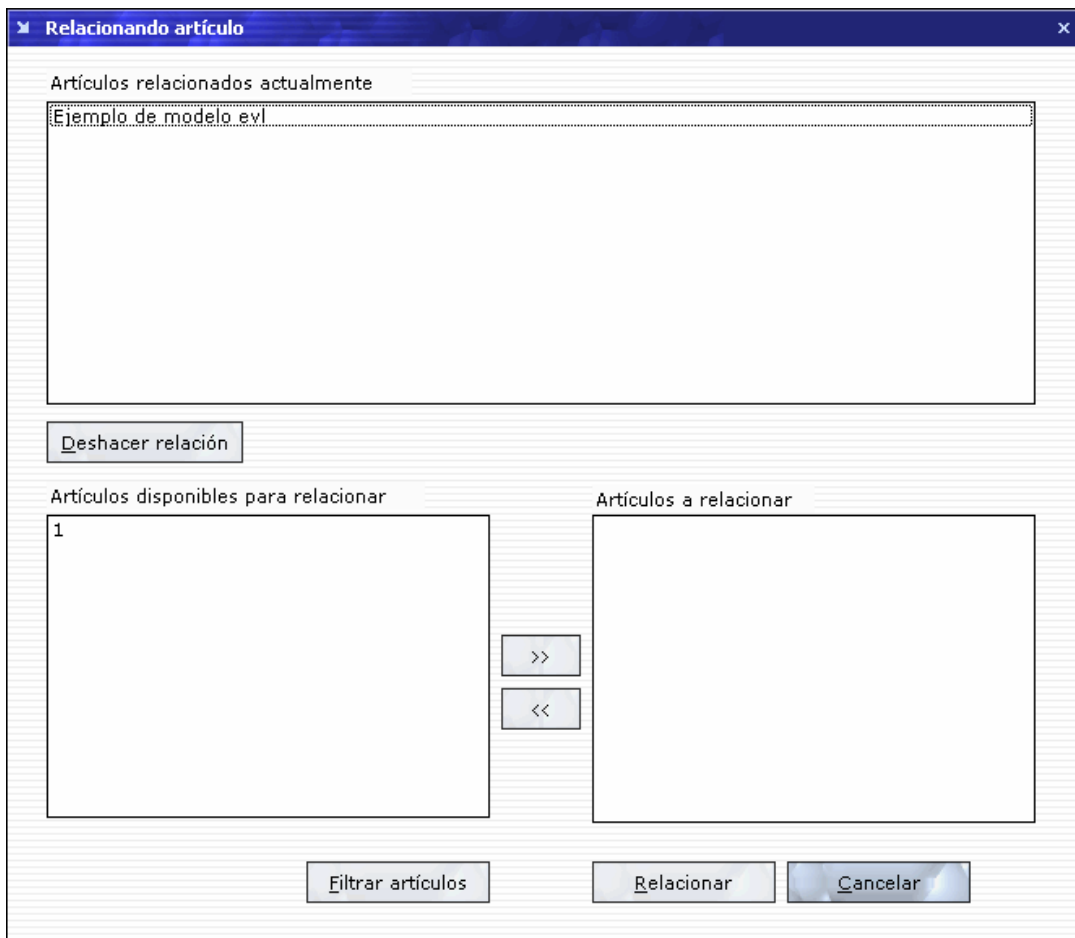 Relacionando artículo
x
Artículos relacionados actualmente
Ejemplo de modelo evl
Deshacer relación
Artículos disponibles para relacionar
Artículos a relacionar
1
>>
<<
Filtrar artículos
Relacionar
Cancelar